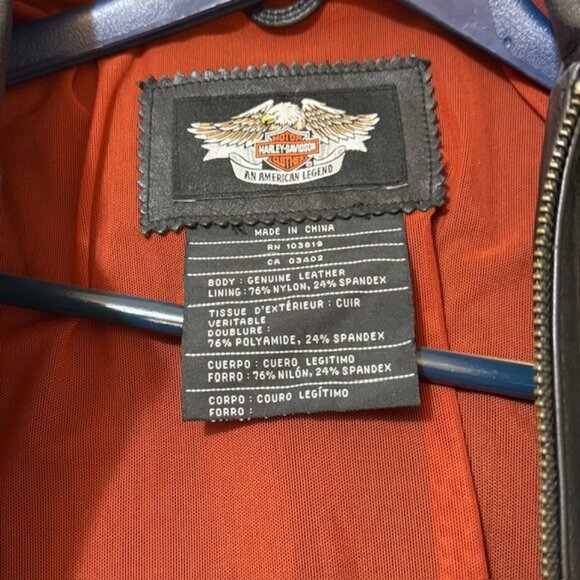 MOTOR
HARLEY-DAVIDSON
CLOTHES
AN AMERICAN LEGEND
MADE IN CHINA
RN 103819
CA 03402
BODY : GENUINE LEATHER
LINING : 76% NYLON, 24% SPANDEX
TISSUE D'EXTÉRIEUR : CUIR
VERITABLE
DOUBLURE :
76% POLYAMIDE, 24% SPANDEX
CUERPO : CUERO LEGITIMO
FORRO : 76% NILÓN, 24% SPANDEX
CORPO : COURO LEGÍTIMO
FORRO :